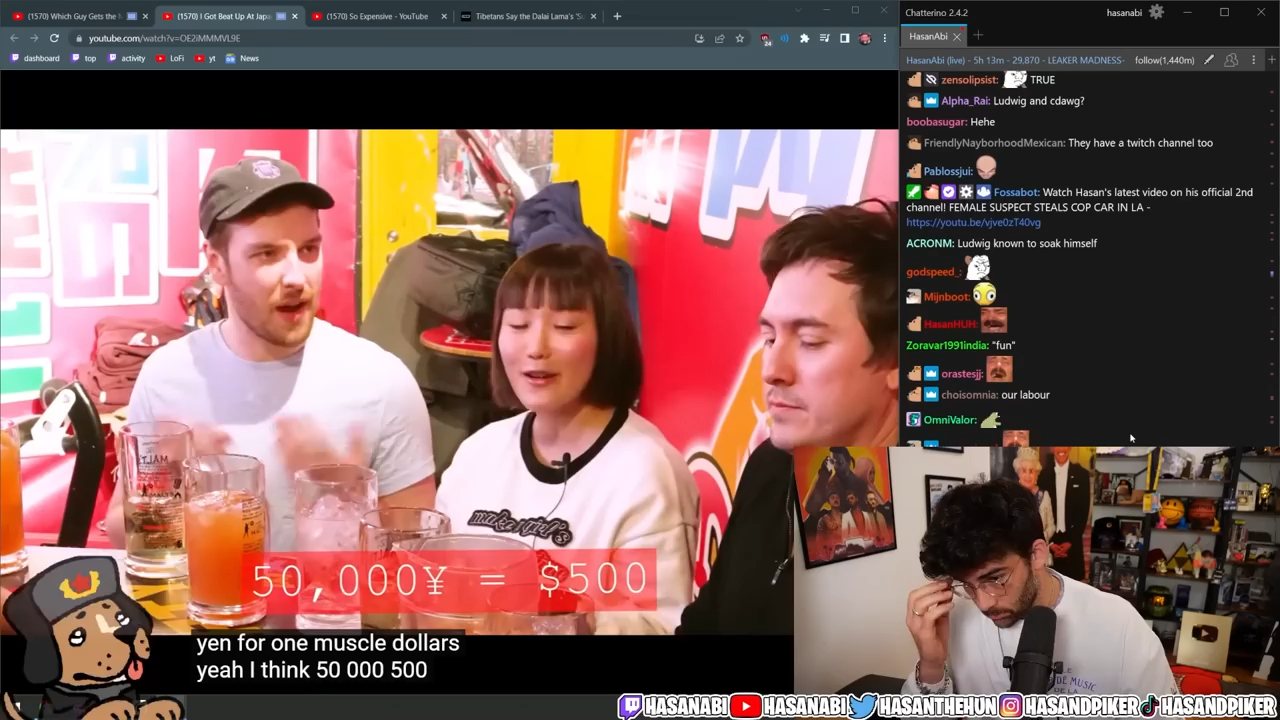 (1570) Which Guy Gets the M
(1570) I Got Beat Up At Japa
(1570) So Expensive - YouTube
Tibetans Say the Dalai Lama's "Su
youtube.com/watch?v=OE2iMMMVL9E
24
dashboard
top
activity
LoFi
yt
News
50,000¥ = $500
yen for one muscle dollars
yeah I think 50 000 500
Chatterino 2.4.2
hasanabi
HasanAbi
HasanAbi (live) - 5h 13m - 29,870 - LEAKER MADNESS-
follow(1,440m)
zensolipsist: TRUE
Alpha_Rai: Ludwig and cdawg?
boobasugar: Hehe
FriendlyNayborhoodMexican: They have a twitch channel too
Pablossjui:
Fossabot: Watch Hasan's latest video on his official 2nd
channel! FEMALE SUSPECT STEALS COP CAR IN LA -
https://youtu.be/vjve0zT40vg
ACRONM: Ludwig known to soak himself
godspeed_:
Mijnboot:
HasanHUH:
Zoravar1991india: "fun"
orastesjj:
choisomnia: our labour
OmniValor:
HASANABI
HASANABI
HASANTHEHUN
HASANDPIKER
HASANDPIKER